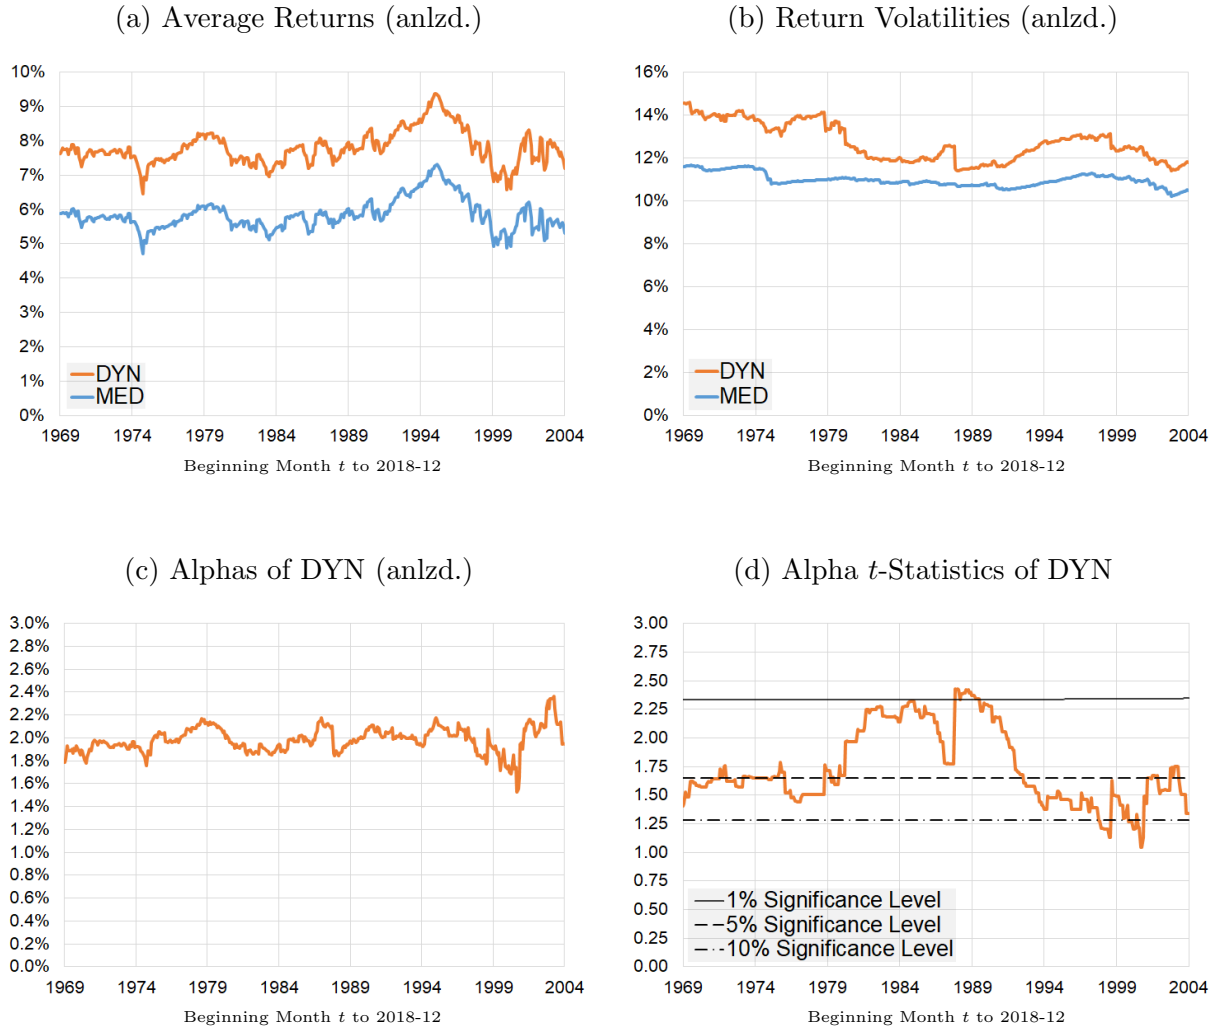 (a) Average Returns (anlzd.)
10%
9%
8%
7%
6%
5%
4%
3%
2%
1%
0%
DYN
MED
1969 1974 1979 1984 1989 1994 1999 2004
Beginning Month t to 2018-12
(b) Return Volatilities (anlzd.)
16%
14%
12%
10%
8%
6%
4%
2%
0%
DYN
MED
1969 1974 1979 1984 1989 1994 1999 2004
Beginning Month t to 2018-12
(c) Alphas of DYN (anlzd.)
3.0%
2.8%
2.6%
2.4%
2.2%
2.0%
1.8%
1.6%
1.4%
1.2%
1.0%
0.8%
0.6%
0.4%
0.2%
0.0%
1969 1974 1979 1984 1989 1994 1999 2004
Beginning Month t to 2018-12
(d) Alpha t-Statistics of DYN
3.00
2.75
2.50
2.25
2.00
1.75
1.50
1.25
1.00
0.75
0.50
0.25
0.00
1% Significance Level
5% Significance Level
10% Significance Level
1969 1974 1979 1984 1989 1994 1999 2004
Beginning Month t to 2018-12